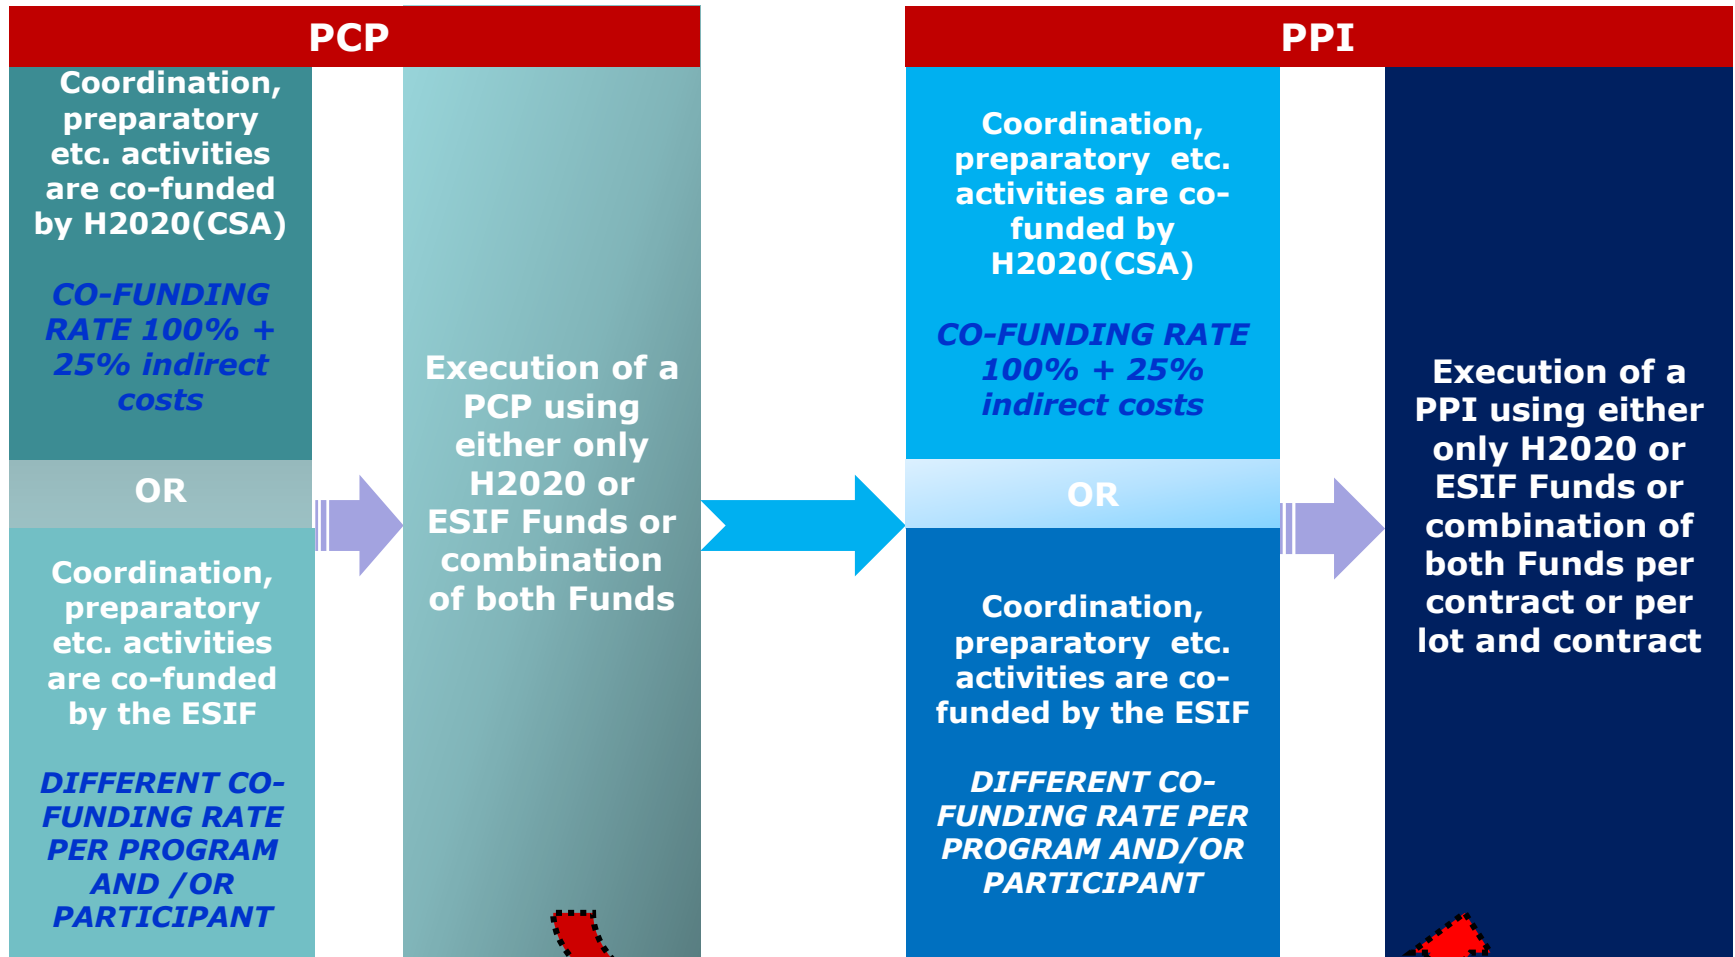 PCP
Coordination,
preparatory
etc. activities
are co-funded
by H2020(CSA)
CO-FUNDING
RATE 100% +
25% indirect
costs
OR
Coordination,
preparatory
etc. activities
are co-funded
by the ESIF
DIFFERENT CO-
FUNDING RATE
PER PROGRAM
AND /OR
PARTICIPANT
Execution of a
PCP using
either only
H2020 or
ESIF Funds or
combination
of both Funds
PPI
Coordination,
preparatory etc.
activities are co-
funded by
H2020(CSA)
CO-FUNDING RATE
100% + 25%
indirect costs
OR
Coordination,
preparatory etc.
activities are co-
funded by the ESIF
DIFFERENT CO-
FUNDING RATE PER
PROGRAM AND/OR
PARTICIPANT
Execution of a
PPI using either
only H2020 or
ESIF Funds or
combination of
both Funds per
contract or per
lot and contract